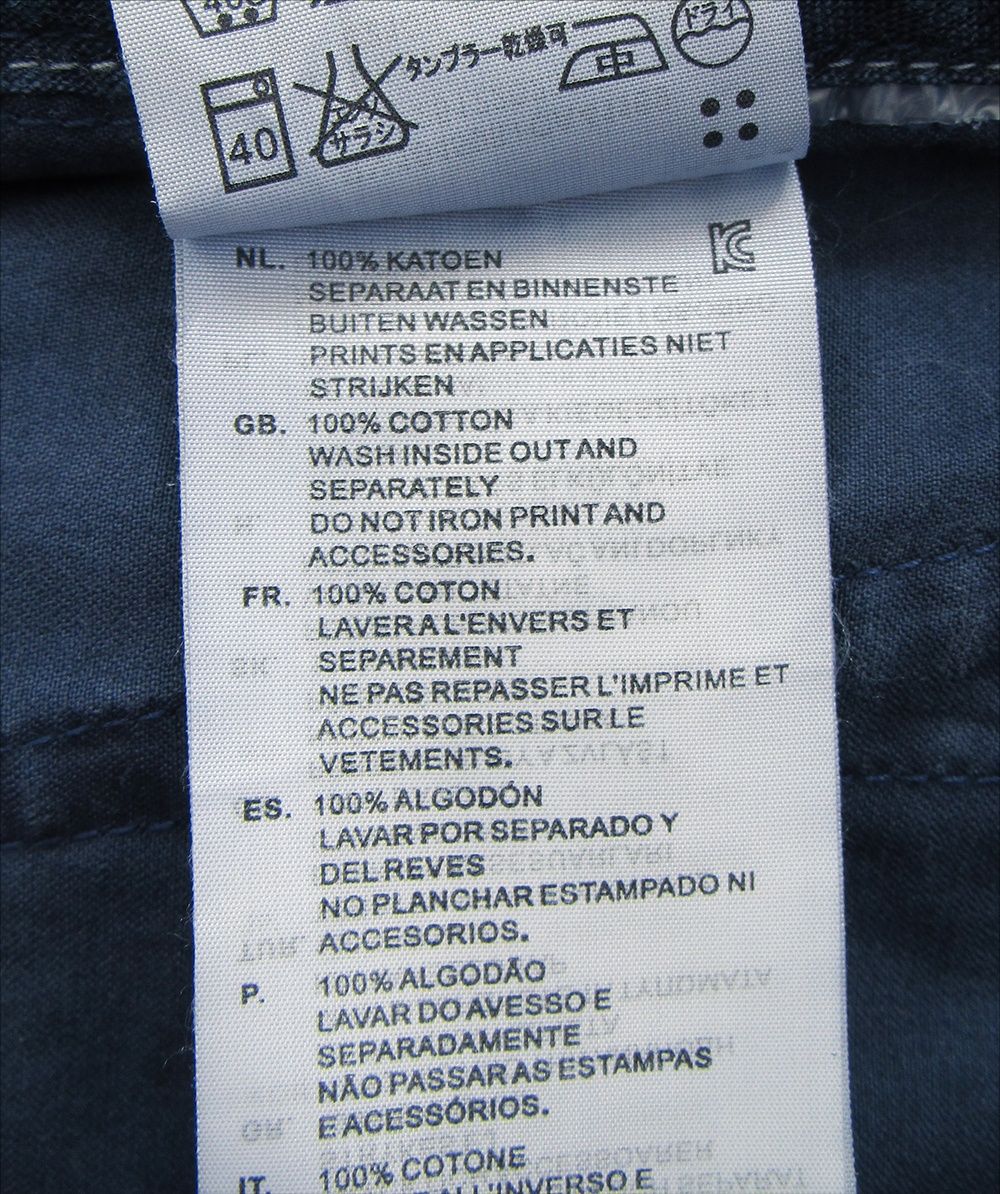 40
サラシ
タンブラー乾燥可
中
ドライ
NL. 100% KATOEN
SEPARAAT EN BINNENSTE
BUITEN WASSEN
PRINTS EN APPLICATIES NIET
STRIJKEN
GB. 100% COTTON
WASH INSIDE OUT AND
SEPARATELY
DO NOT IRON PRINT AND
ACCESSORIES.
FR. 100% COTON
LAVER A L'ENVERS ET
SEPAREMENT
NE PAS REPASSER L'IMPRIME ET
ACCESSORIES SUR LE
VETEMENTS.
ES. 100% ALGODÓN
LAVAR POR SEPARADO Y
DEL REVES
NO PLANCHAR ESTAMPADO NI
ACCESORIOS.
P. 100% ALGODÃO
LAVAR DO AVESSO E
SEPARADAMENTE
NÃO PASSAR AS ESTAMPAS
E ACESSÓRIOS.
IT. 100% COTONE
ALL'INVERSO E